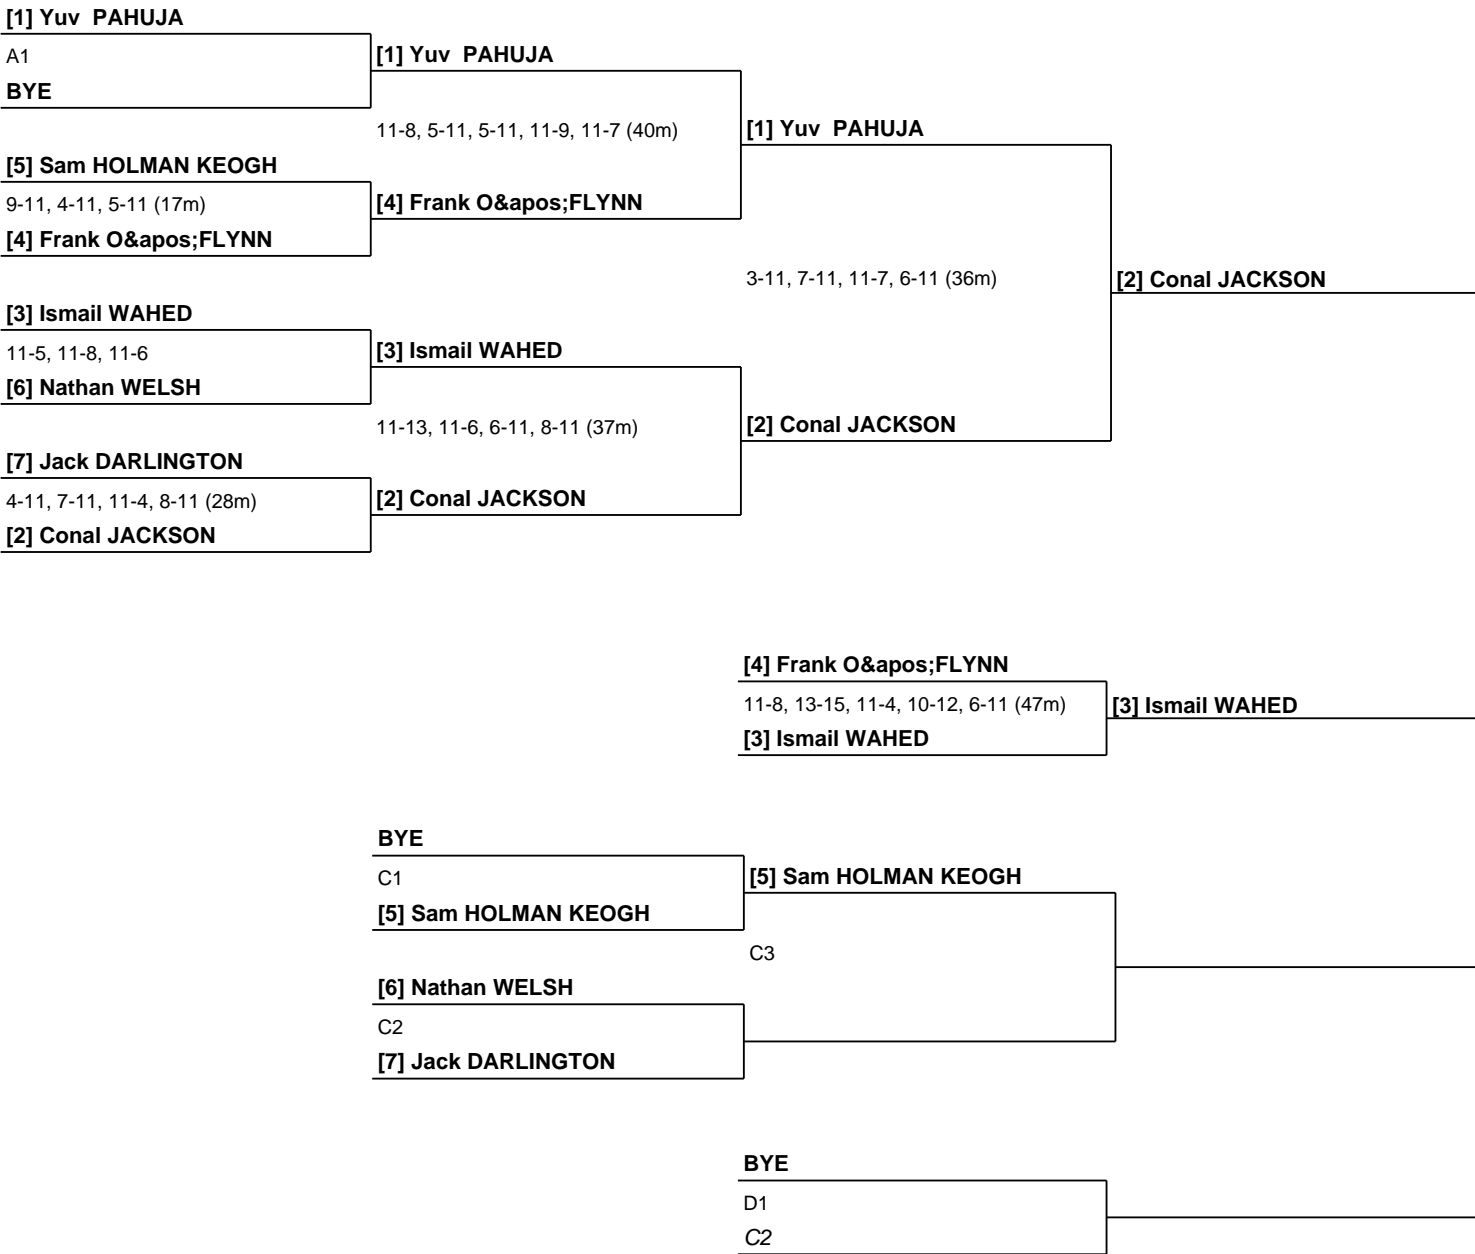 [1] Yuv  PAHUJA
A1
BYE
[1] Yuv  PAHUJA
11-8, 5-11, 5-11, 11-9, 11-7 (40m)
[1] Yuv  PAHUJA
[5] Sam HOLMAN KEOGH
9-11, 4-11, 5-11 (17m)
[4] Frank O&apos;FLYNN
[4] Frank O&apos;FLYNN
3-11, 7-11, 11-7, 6-11 (36m)
[2] Conal JACKSON
[3] Ismail WAHED
11-5, 11-8, 11-6
[6] Nathan WELSH
[3] Ismail WAHED
11-13, 11-6, 6-11, 8-11 (37m)
[2] Conal JACKSON
[7] Jack DARLINGTON
4-11, 7-11, 11-4, 8-11 (28m)
[2] Conal JACKSON
[2] Conal JACKSON
[4] Frank O&apos;FLYNN
11-8, 13-15, 11-4, 10-12, 6-11 (47m)
[3] Ismail WAHED
[3] Ismail WAHED
BYE
C1
[5] Sam HOLMAN KEOGH
[5] Sam HOLMAN KEOGH
C3
[6] Nathan WELSH
C2
[7] Jack DARLINGTON
BYE
D1
C2